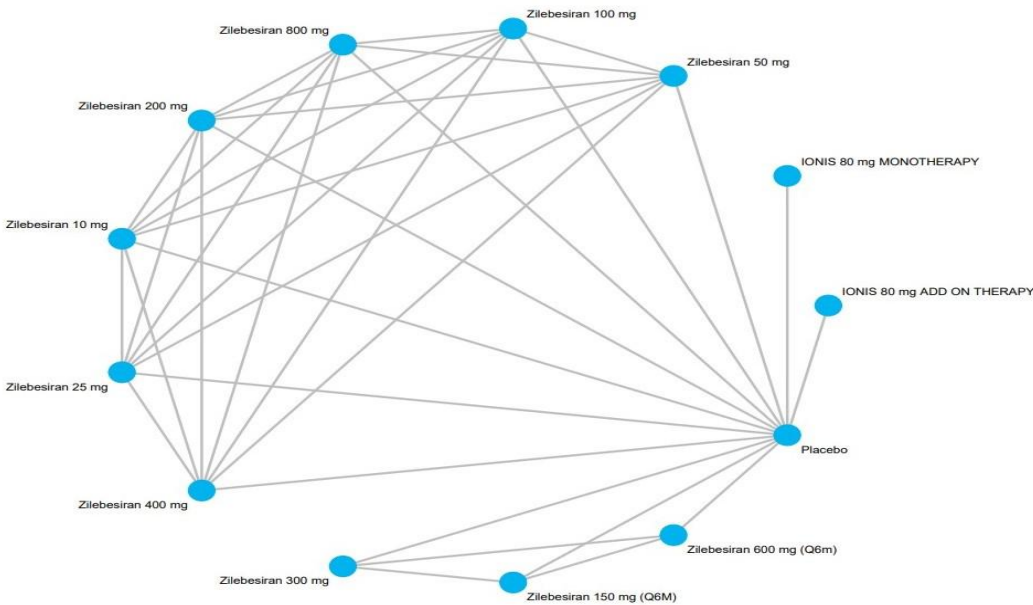 Zilebesiran 100 mg
Zilebesiran 800 mg
Zilebesiran 50 mg
Zilebesiran 200 mg
IONIS 80 mg MONOTHERAPY
Zilebesiran 10 mg
IONIS 80 mg ADD ON THERAPY
Zilebesiran 25 mg
Placebo
Zilebesiran 400 mg
Zilebesiran 600 mg (Q6m)
Zilebesiran 300 mg
Zilebesiran 150 mg (Q6M)